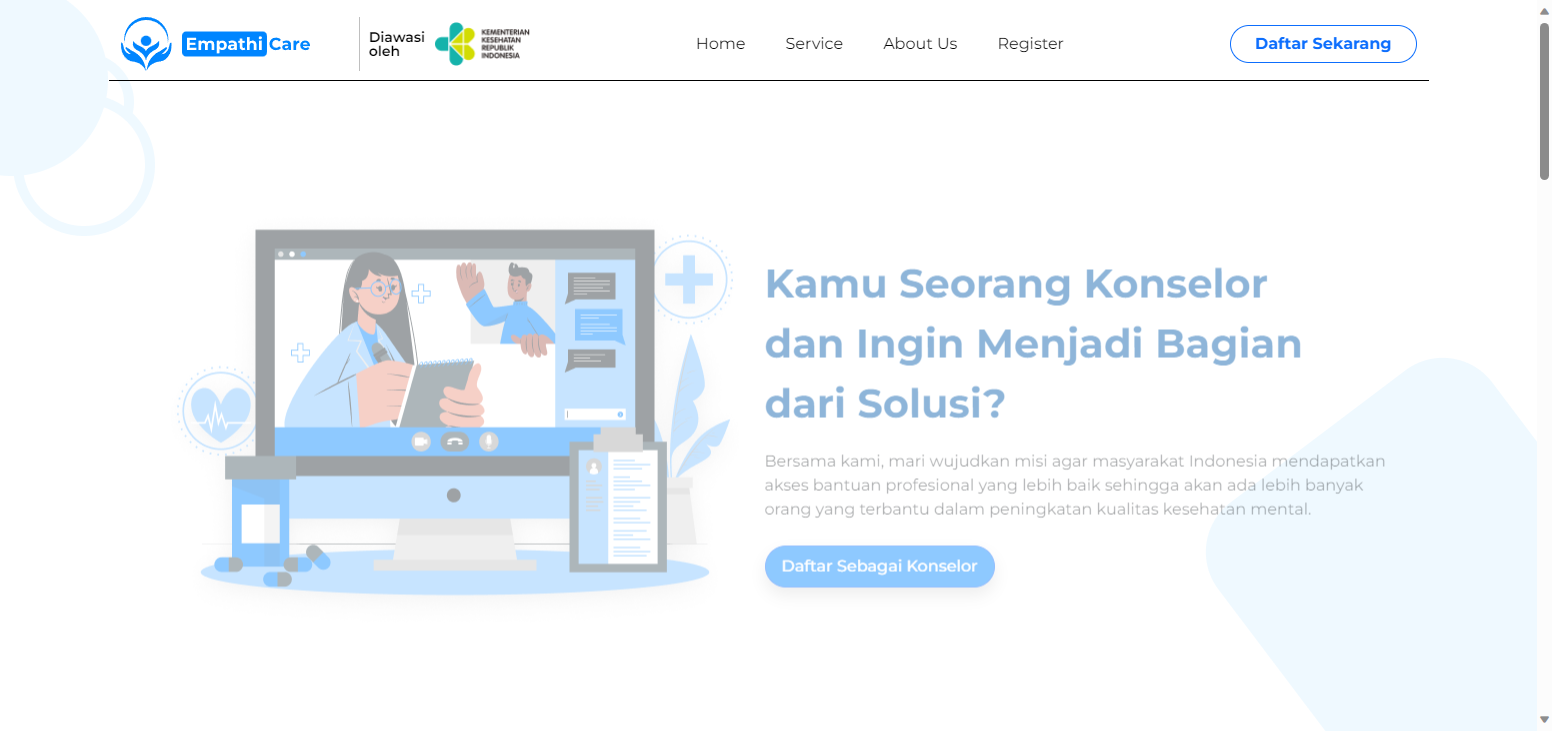 Empathi Care
Diawasi
oleh
KEMENTERIAN
KESEHATAN
REPUBLIK
INDONESIA
Home
Service
About Us
Register
Daftar Sekarang
Kamu Seorang Konselor
dan Ingin Menjadi Bagian
dari Solusi?
Bersama kami, mari wujudkan misi agar masyarakat Indonesia mendapatkan
akses bantuan profesional yang lebih baik sehingga akan ada lebih banyak
orang yang terbantu dalam peningkatan kualitas kesehatan mental.
Daftar Sebagai Konselor